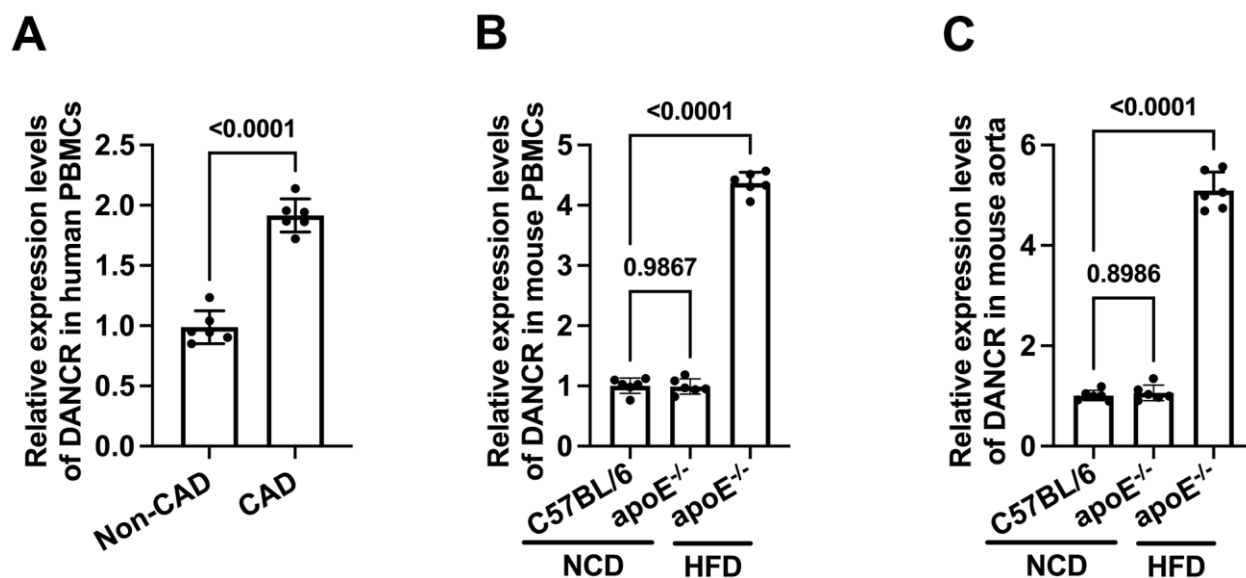 A
Relative expression levels
of DANCR in human PBMCs
2.5
2.0
1.5
1.0
0.5
0.0
<0.0001
Non-CAD
CAD
B
Relative expression levels
of DANCR in mouse PBMCs
5
4
3
2
1
0
<0.0001
0.9867
C57BL/6
apoE-/-
apoE-/-
NCD
HFD
C
Relative expression levels
of DANCR in mouse aorta
6
4
2
0
<0.0001
0.8986
C57BL/6
apoE-/-
apoE-/-
NCD
HFD